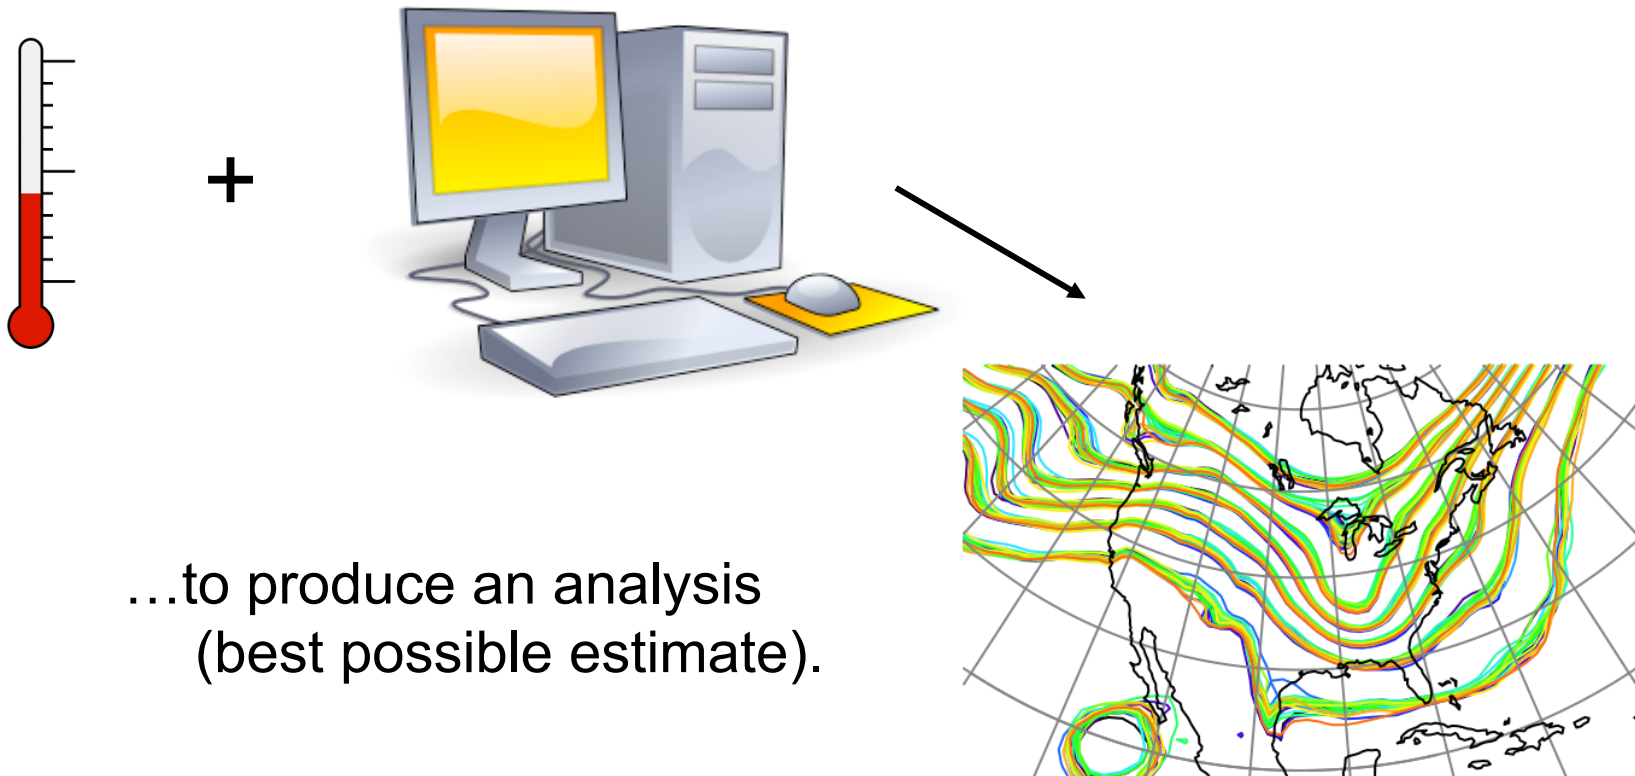 +
…to produce an analysis
(best possible estimate).